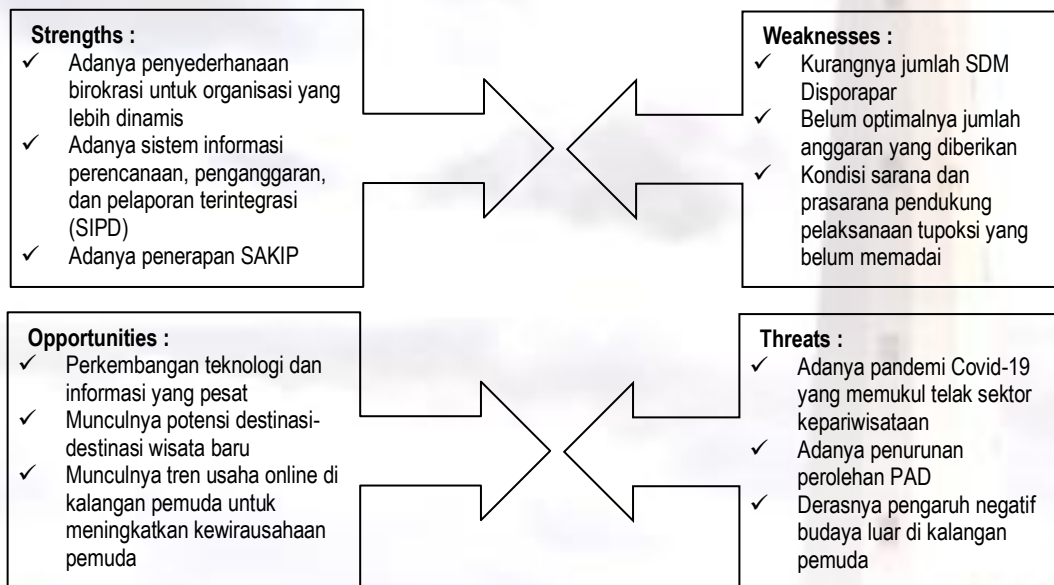 Strengths :
✓ Adanya penyederhanaan
birokrasi untuk organisasi yang
lebih dinamis
✓ Adanya sistem informasi
perencanaan, penganggaran,
dan pelaporan terintegrasi
(SIPD)
✓ Adanya penerapan SAKIP
Weaknesses :
✓ Kurangnya jumlah SDM
Disporapar
✓ Belum optimalnya jumlah
anggaran yang diberikan
✓ Kondisi sarana dan
prasarana pendukung
pelaksanaan tupoksi yang
belum memadai
Opportunities :
✓ Perkembangan teknologi dan
informasi yang pesat
✓ Munculnya potensi destinasi-
destinasi wisata baru
✓ Munculnya tren usaha online di
kalangan pemuda untuk
meningkatkan kewirausahaan
pemuda
Threats :
✓ Adanya pandemi Covid-19
yang memukul telak sektor
kepariwisataan
✓ Adanya penurunan
perolehan PAD
✓ Derasnya pengaruh negatif
budaya luar di kalangan
pemuda